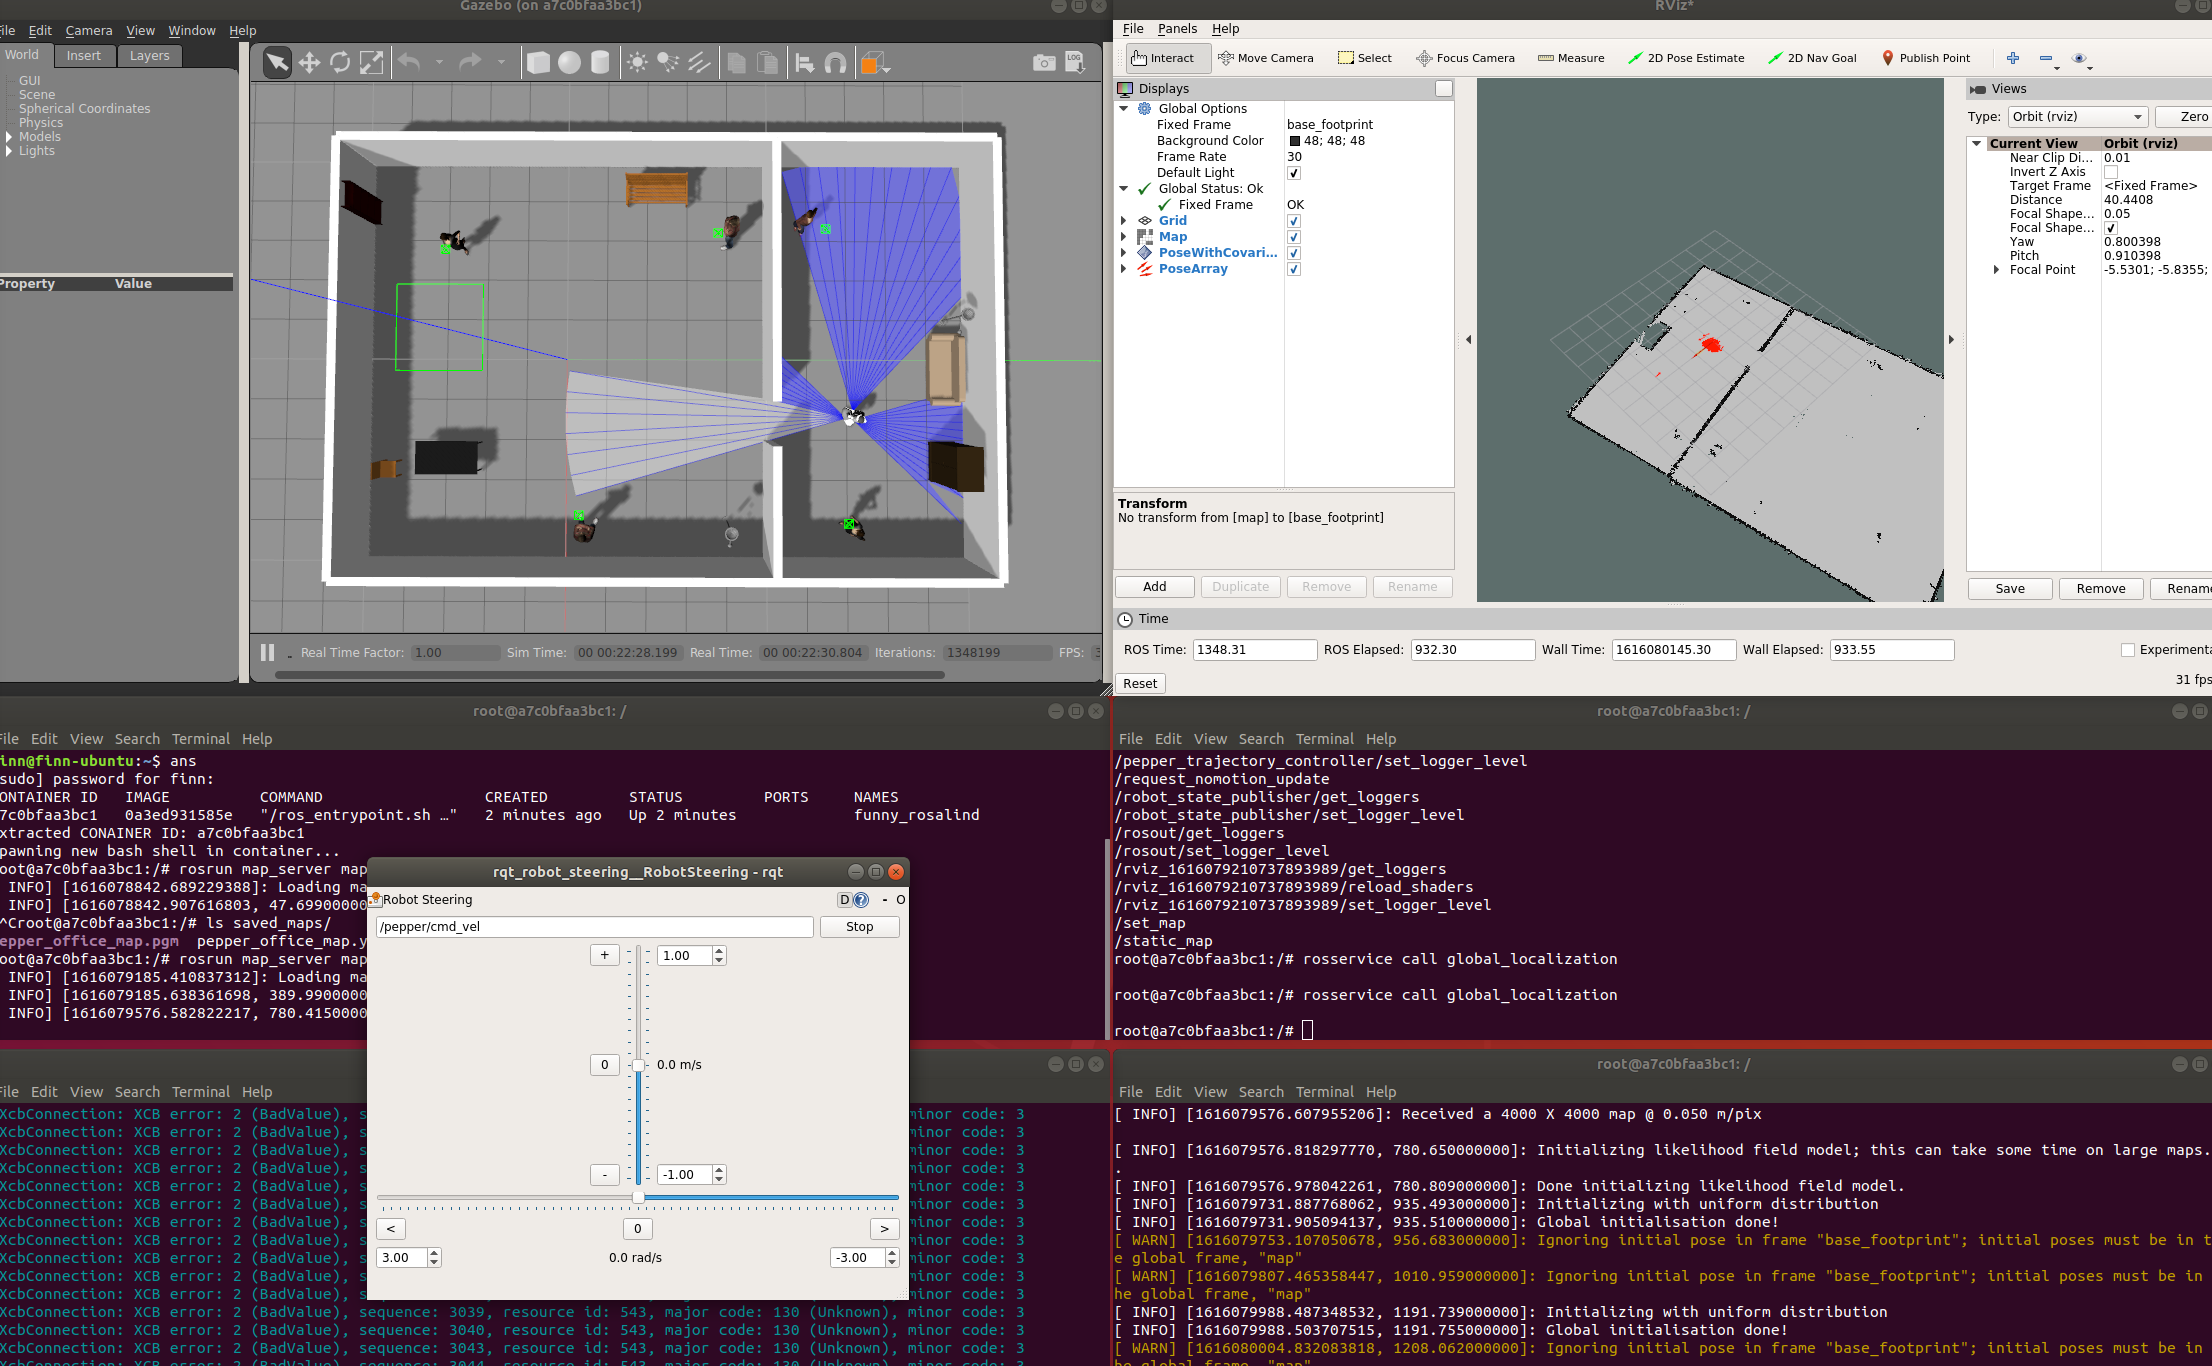 Gazebo (on a7c0bfaa3bc1)
File Edit Camera View Window Help
World Insert Layers
GUI
Scene
Spherical Coordinates
Physics
Models
Lights
Property Value
LOG
Real Time Factor: 1.00 Sim Time: 00 00:22:28.199 Real Time: 00 00:22:30.804 Iterations: 1348199 FPS: 3
RViz*
File Panels Help
Interact Move Camera Select Focus Camera Measure 2D Pose Estimate 2D Nav Goal Publish Point
Displays
Global Options
Fixed Frame base_footprint
Background Color 48; 48; 48
Frame Rate 30
Default Light
Global Status: Ok
Fixed Frame OK
Grid
Map
PoseWithCovari...
PoseArray
Transform
No transform from [map] to [base_footprint]
Add Duplicate Remove Rename
Views
Type: Orbit (rviz) Zero
Current View Orbit (rviz)
Near Clip Di... 0.01
Invert Z Axis
Target Frame <Fixed Frame>
Distance 40.4408
Focal Shape... 0.05
Focal Shape...
Yaw 0.800398
Pitch 0.910398
Focal Point -5.5301; -5.8355;
Save Remove Rename
Time
ROS Time: 1348.31 ROS Elapsed: 932.30 Wall Time: 1616080145.30 Wall Elapsed: 933.55 Experimenta
Reset 31 fps
root@a7c0bfaa3bc1: /
File Edit View Search Terminal Help
inn@finn-ubuntu:~$ ans
sudo] password for finn:
ONTAINER ID IMAGE COMMAND CREATED STATUS PORTS NAMES
7c0bfaa3bc1 0a3ed931585e "/ros_entrypoint.sh …" 2 minutes ago Up 2 minutes funny_rosalind
xtracted CONAINER ID: a7c0bfaa3bc1
pawning new bash shell in container...
oot@a7c0bfaa3bc1:/# rosrun map_server map
INFO] [1616078842.689229388]: Loading ma
INFO] [1616078842.907616803, 47.69900000
^Croot@a7c0bfaa3bc1:/# ls saved_maps/
epper_office_map.pgm pepper_office_map.y
oot@a7c0bfaa3bc1:/# rosrun map_server map
INFO] [1616079185.410837312]: Loading ma
INFO] [1616079185.638361698, 389.9900000
INFO] [1616079576.582822217, 780.4150000
root@a7c0bfaa3bc1: /
File Edit View Search Terminal Help
/pepper_trajectory_controller/set_logger_level
/request_nomotion_update
/robot_state_publisher/get_loggers
/robot_state_publisher/set_logger_level
/rosout/get_loggers
/rosout/set_logger_level
/rviz_1616079210737893989/get_loggers
/rviz_1616079210737893989/reload_shaders
/rviz_1616079210737893989/set_logger_level
/set_map
/static_map
root@a7c0bfaa3bc1:/# rosservice call global_localization
root@a7c0bfaa3bc1:/# rosservice call global_localization
root@a7c0bfaa3bc1:/#
rqt_robot_steering__RobotSteering - rqt
Robot Steering D ? - O
/pepper/cmd_vel Stop
+ 1.00
0 0.0 m/s
- -1.00
< 0 >
3.00 0.0 rad/s -3.00
File Edit View Search Terminal Help
XcbConnection: XCB error: 2 (BadValue), s minor code: 3
XcbConnection: XCB error: 2 (BadValue), s minor code: 3
XcbConnection: XCB error: 2 (BadValue), s minor code: 3
XcbConnection: XCB error: 2 (BadValue), s minor code: 3
XcbConnection: XCB error: 2 (BadValue), s minor code: 3
XcbConnection: XCB error: 2 (BadValue), s minor code: 3
XcbConnection: XCB error: 2 (BadValue), s minor code: 3
XcbConnection: XCB error: 2 (BadValue), s minor code: 3
XcbConnection: XCB error: 2 (BadValue), s minor code: 3
XcbConnection: XCB error: 2 (BadValue), s minor code: 3
XcbConnection: XCB error: 2 (BadValue), s minor code: 3
XcbConnection: XCB error: 2 (BadValue), sequence: 3039, resource id: 543, major code: 130 (Unknown), minor code: 3
XcbConnection: XCB error: 2 (BadValue), sequence: 3040, resource id: 543, major code: 130 (Unknown), minor code: 3
XcbConnection: XCB error: 2 (BadValue), sequence: 3043, resource id: 543, major code: 130 (Unknown), minor code: 3
XcbConnection: XCB error: 2 (BadValue), sequence: 3044, resource id: 543, major code: 130 (Unknown), minor code: 3
root@a7c0bfaa3bc1: /
File Edit View Search Terminal Help
[ INFO] [1616079576.607955206]: Received a 4000 X 4000 map @ 0.050 m/pix
[ INFO] [1616079576.818297770, 780.650000000]: Initializing likelihood field model; this can take some time on large maps.
.
[ INFO] [1616079576.978042261, 780.809000000]: Done initializing likelihood field model.
[ INFO] [1616079731.887768062, 935.493000000]: Initializing with uniform distribution
[ INFO] [1616079731.905094137, 935.510000000]: Global initialisation done!
[ WARN] [1616079753.107050678, 956.683000000]: Ignoring initial pose in frame "base_footprint"; initial poses must be in t
e global frame, "map"
[ WARN] [1616079807.465358447, 1010.959000000]: Ignoring initial pose in frame "base_footprint"; initial poses must be in
he global frame, "map"
[ INFO] [1616079988.487348532, 1191.739000000]: Initializing with uniform distribution
[ INFO] [1616079988.503707515, 1191.755000000]: Global initialisation done!
[ WARN] [1616080004.832083818, 1208.062000000]: Ignoring initial pose in frame "base_footprint"; initial poses must be in
he global frame, "map"